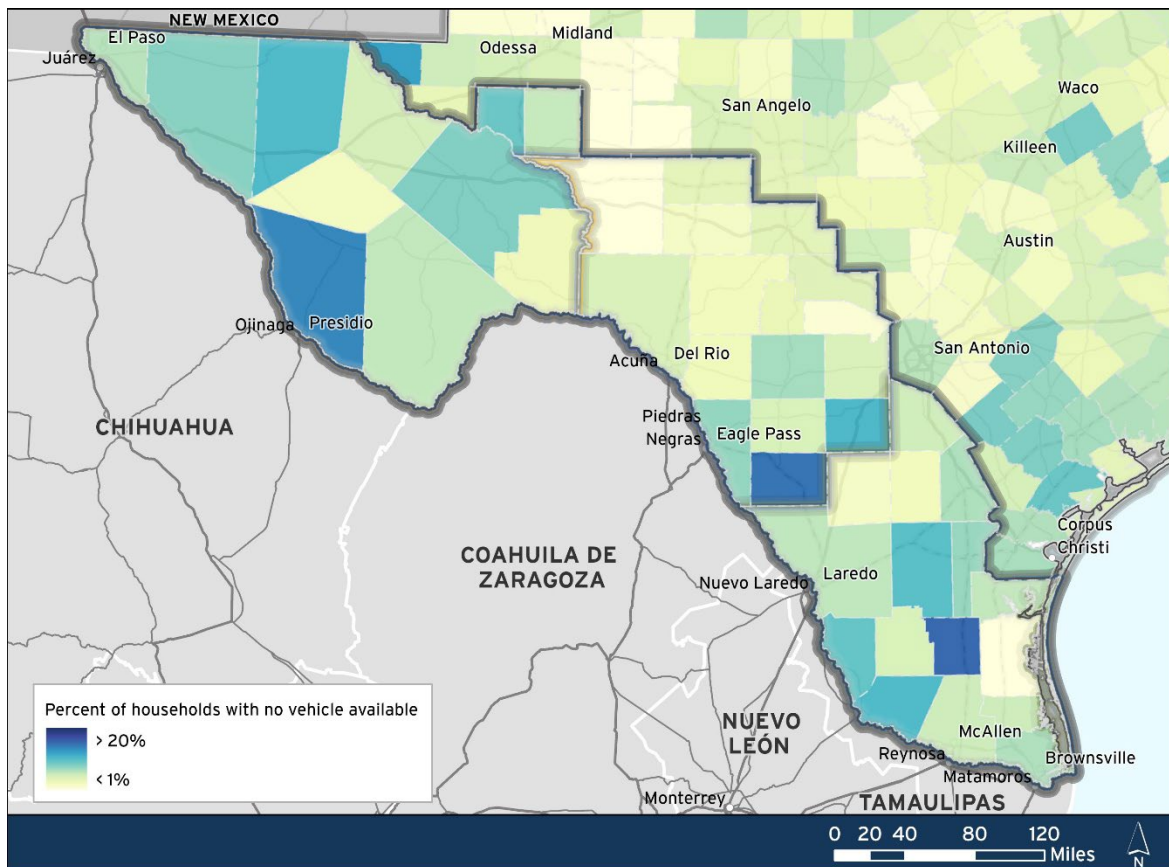 NEW MEXICO
El Paso
Midland
Odessa
Juárez
Waco
San Angelo
Killeen
Austin
Ojinaga
Presidio
San Antonio
Acuña
Del Rio
Piedras
Negras
Eagle Pass
CHIHUAHUA
Corpus
Christi
COAHUILA DE
ZARAGOZA
Nuevo Laredo
Laredo
Percent of households with no vehicle available
> 20%
< 1%
NUEVO
LEÓN
McAllen
Reynosa
Brownsville
Matamoros
Monterrey
TAMAULIPAS
0 20 40 80 120
Miles
N